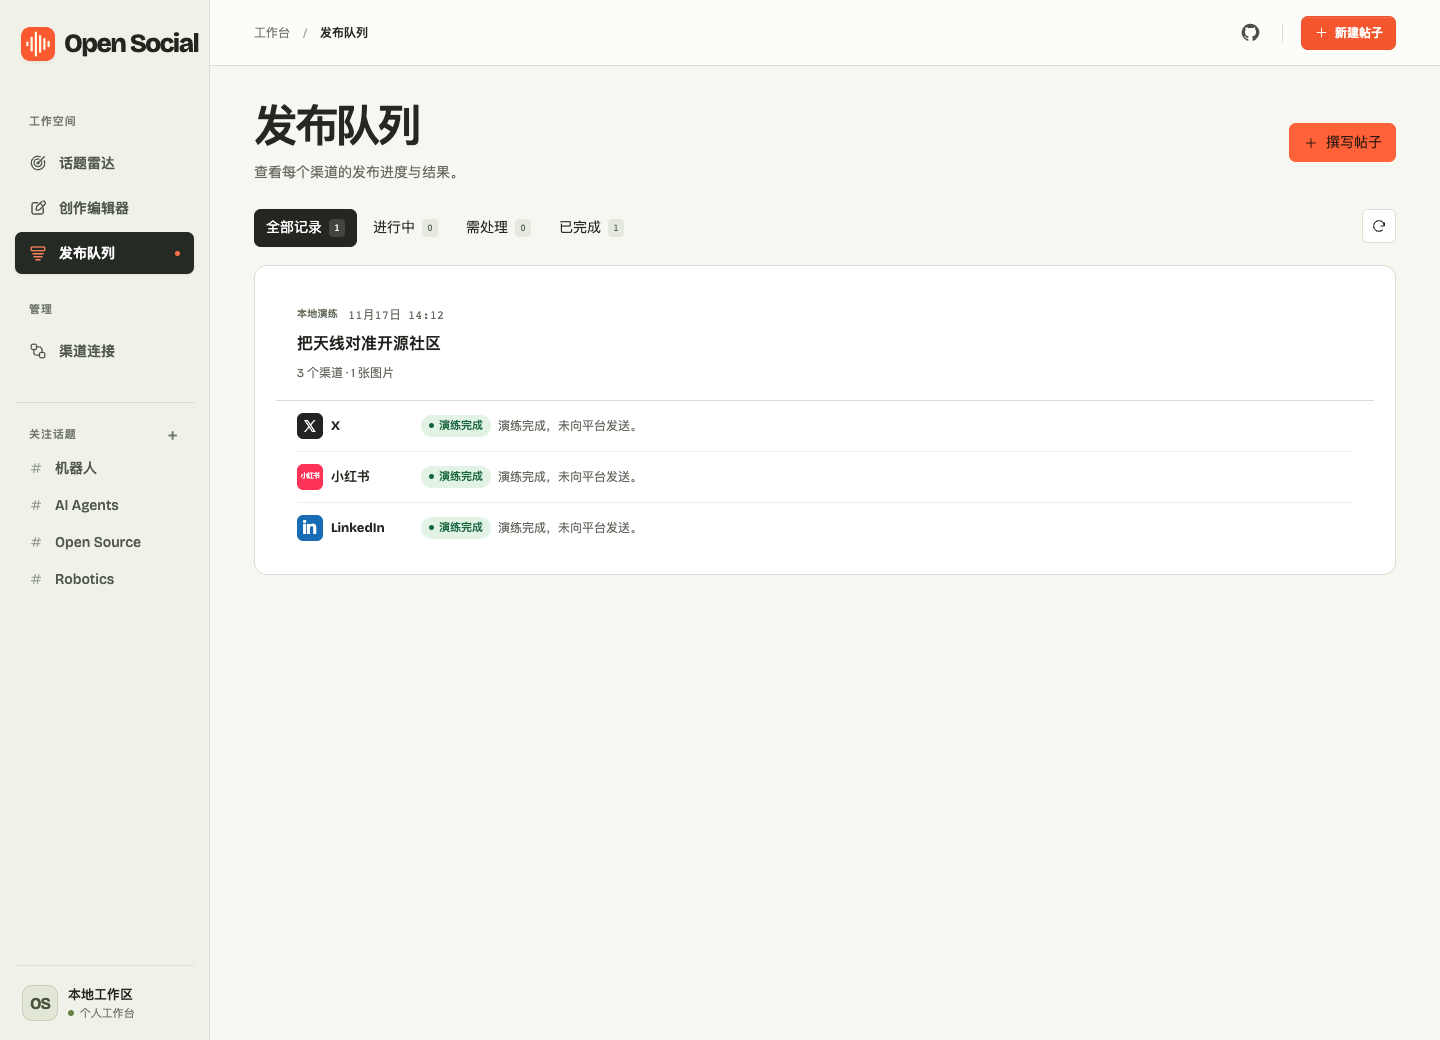 Open Social
工作空间
话题雷达
创作编辑器
发布队列
管理
渠道连接
关注话题 +
# 机器人
# AI Agents
# Open Source
# Robotics
OS
本地工作区
个人工作台
工作台 / 发布队列
+ 新建帖子
发布队列
查看每个渠道的发布进度与结果。
+ 撰写帖子
全部记录 1 进行中 0 需处理 0 已完成 1
本地演练 11月17日 14:12
把天线对准开源社区
3 个渠道 · 1 张图片
X 演练完成 演练完成，未向平台发送。
小红书 小红书 演练完成 演练完成，未向平台发送。
in LinkedIn 演练完成 演练完成，未向平台发送。